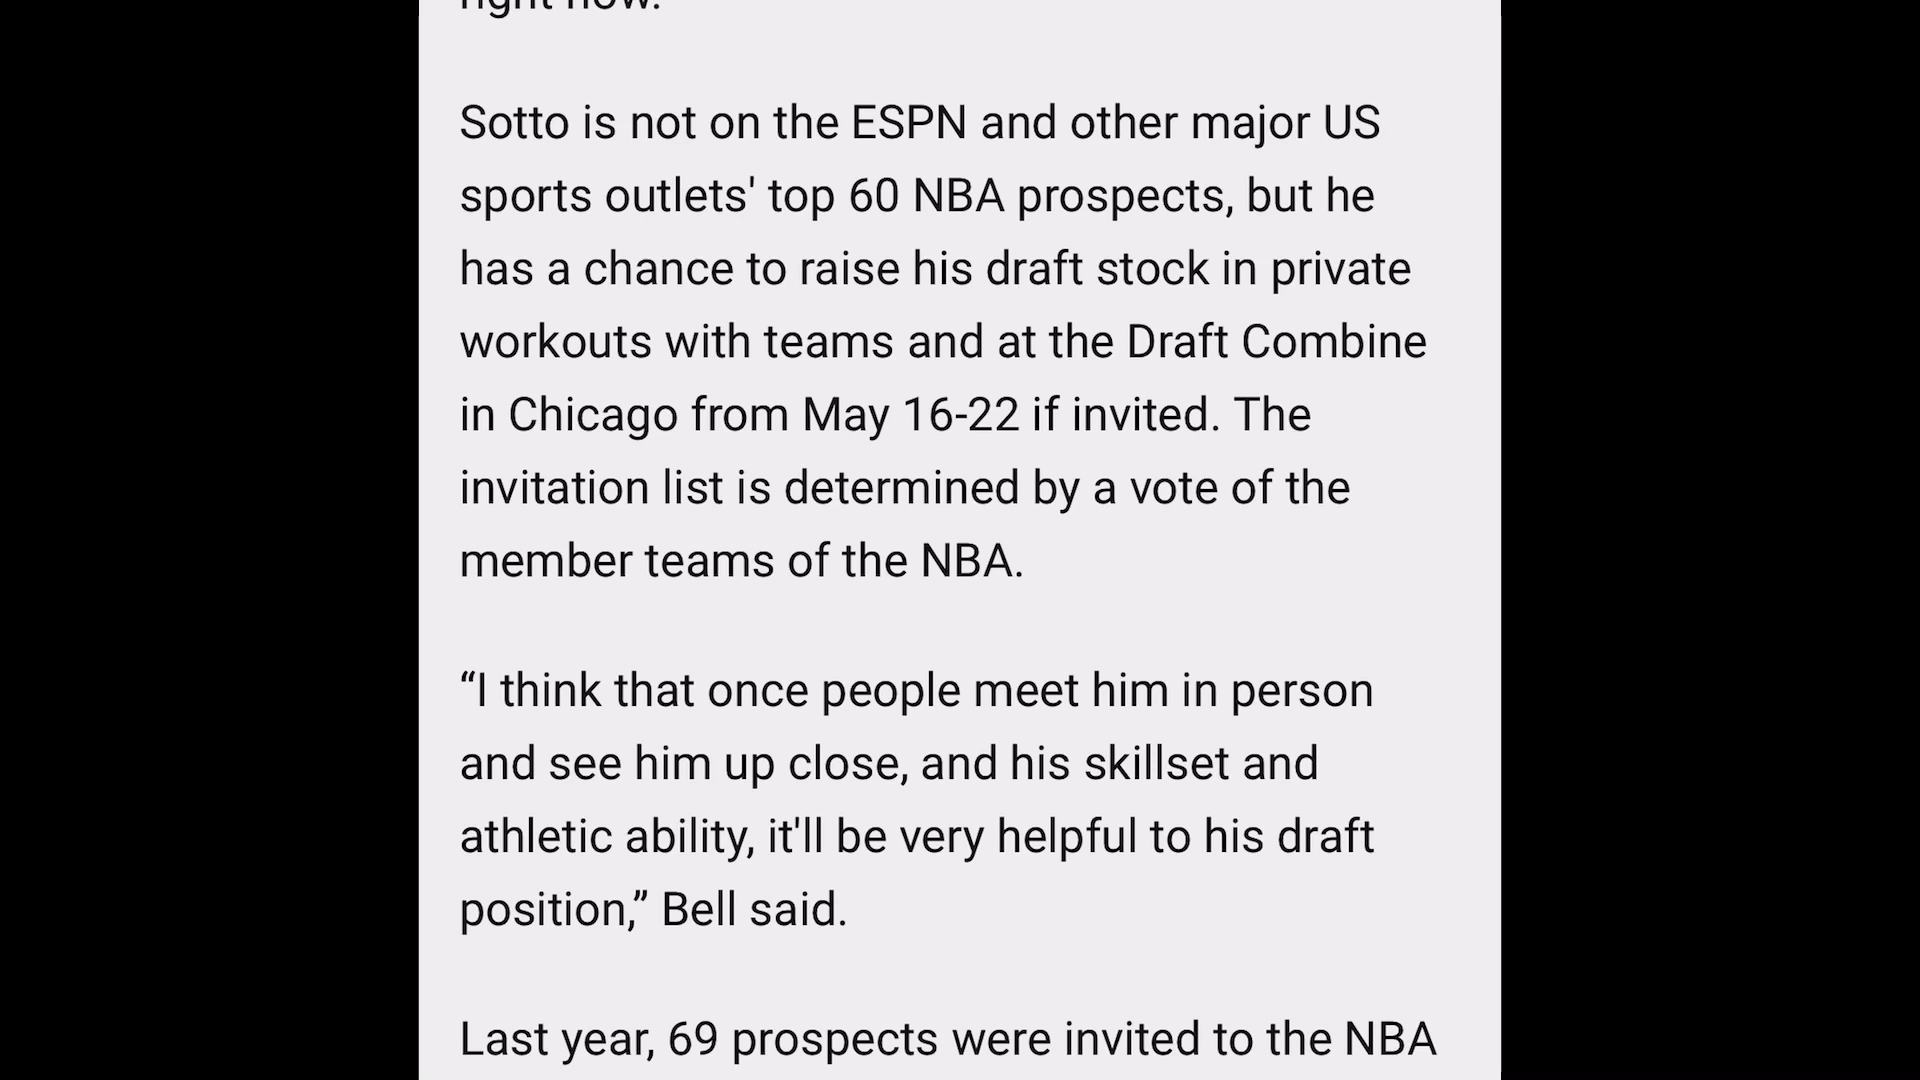 right now.
Sotto is not on the ESPN and other major US
sports outlets' top 60 NBA prospects, but he
has a chance to raise his draft stock in private
workouts with teams and at the Draft Combine
in Chicago from May 16-22 if invited. The
invitation list is determined by a vote of the
member teams of the NBA.
“I think that once people meet him in person
and see him up close, and his skillset and
athletic ability, it'll be very helpful to his draft
position,” Bell said.
Last year, 69 prospects were invited to the NBA